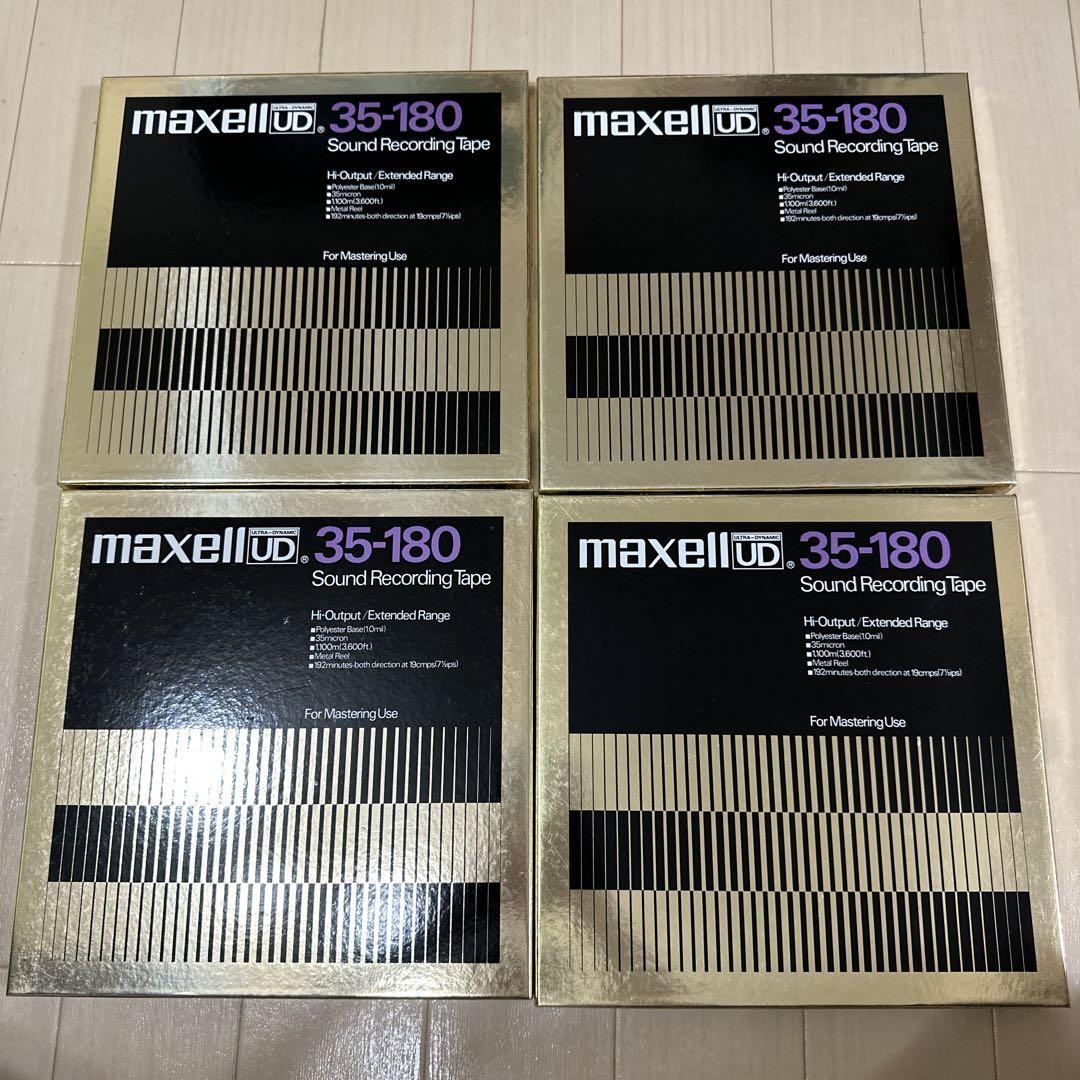 maxell UD ULTRA-DYNAMIC ® 35-180
Sound Recording Tape
Hi-Output/Extended Range
■Polyester Base(1.0mil)
■35micron
■1,100m(3,600ft.)
■Metal Reel
■192minutes-both direction at 19cmps(7½ips)
For Mastering Use
maxell UD ULTRA-DYNAMIC ® 35-180
Sound Recording Tape
Hi-Output/Extended Range
■Polyester Base(1.0mil)
■35micron
■1,100m(3,600ft.)
■Metal Reel
■192minutes-both direction at 19cmps(7½ips)
For Mastering Use
maxell UD ULTRA-DYNAMIC ® 35-180
Sound Recording Tape
Hi-Output/Extended Range
■Polyester Base(1.0mil)
■35micron
■1,100m(3,600ft.)
■Metal Reel
■192minutes-both direction at 19cmps(7½ips)
For Mastering Use
maxell UD ULTRA-DYNAMIC ® 35-180
Sound Recording Tape
Hi-Output/Extended Range
■Polyester Base(1.0mil)
■35micron
■1,100m(3,600ft.)
■Metal Reel
■192minutes-both direction at 19cmps(7½ips)
For Mastering Use